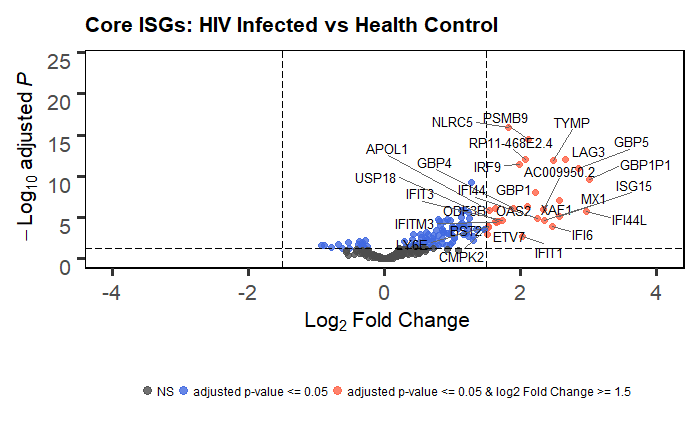 Core ISGs: HIV Infected vs Health Control
−Log10 adjusted P
25
20
15
10
5
0
NLRC5
PSMB9
TYMP
RP11-468E2.4
APOL1
LAG3
GBP5
GBP4
IRF9
GBP1P1
AC009950.2
USP18
IFI44
GBP1
ISG15
IFIT3
MX1
OAS2
XAF1
IFITM3
IFI44L
BST2
ETV7
IFI6
LY6E
IFIT1
CMPK2
-4
-2
0
2
4
Log2 Fold Change
NS
adjusted p-value <= 0.05
adjusted p-value <= 0.05 & log2 Fold Change >= 1.5